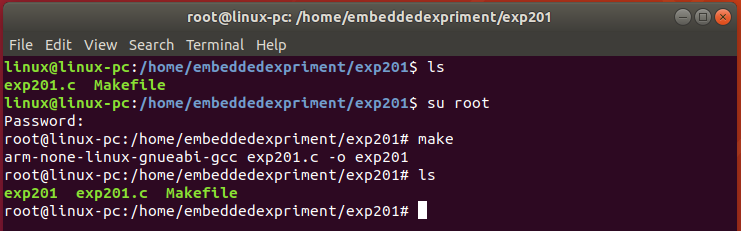 root@linux-pc: /home/embeddedexpriment/exp201
File Edit View Search Terminal Help
linux@linux-pc:/home/embeddedexpriment/exp201$ ls
exp201.c Makefile
linux@linux-pc:/home/embeddedexpriment/exp201$ su root
Password:
root@linux-pc:/home/embeddedexpriment/exp201# make
arm-none-linux-gnueabi-gcc exp201.c -o exp201
root@linux-pc:/home/embeddedexpriment/exp201# ls
exp201 exp201.c Makefile
root@linux-pc:/home/embeddedexpriment/exp201#